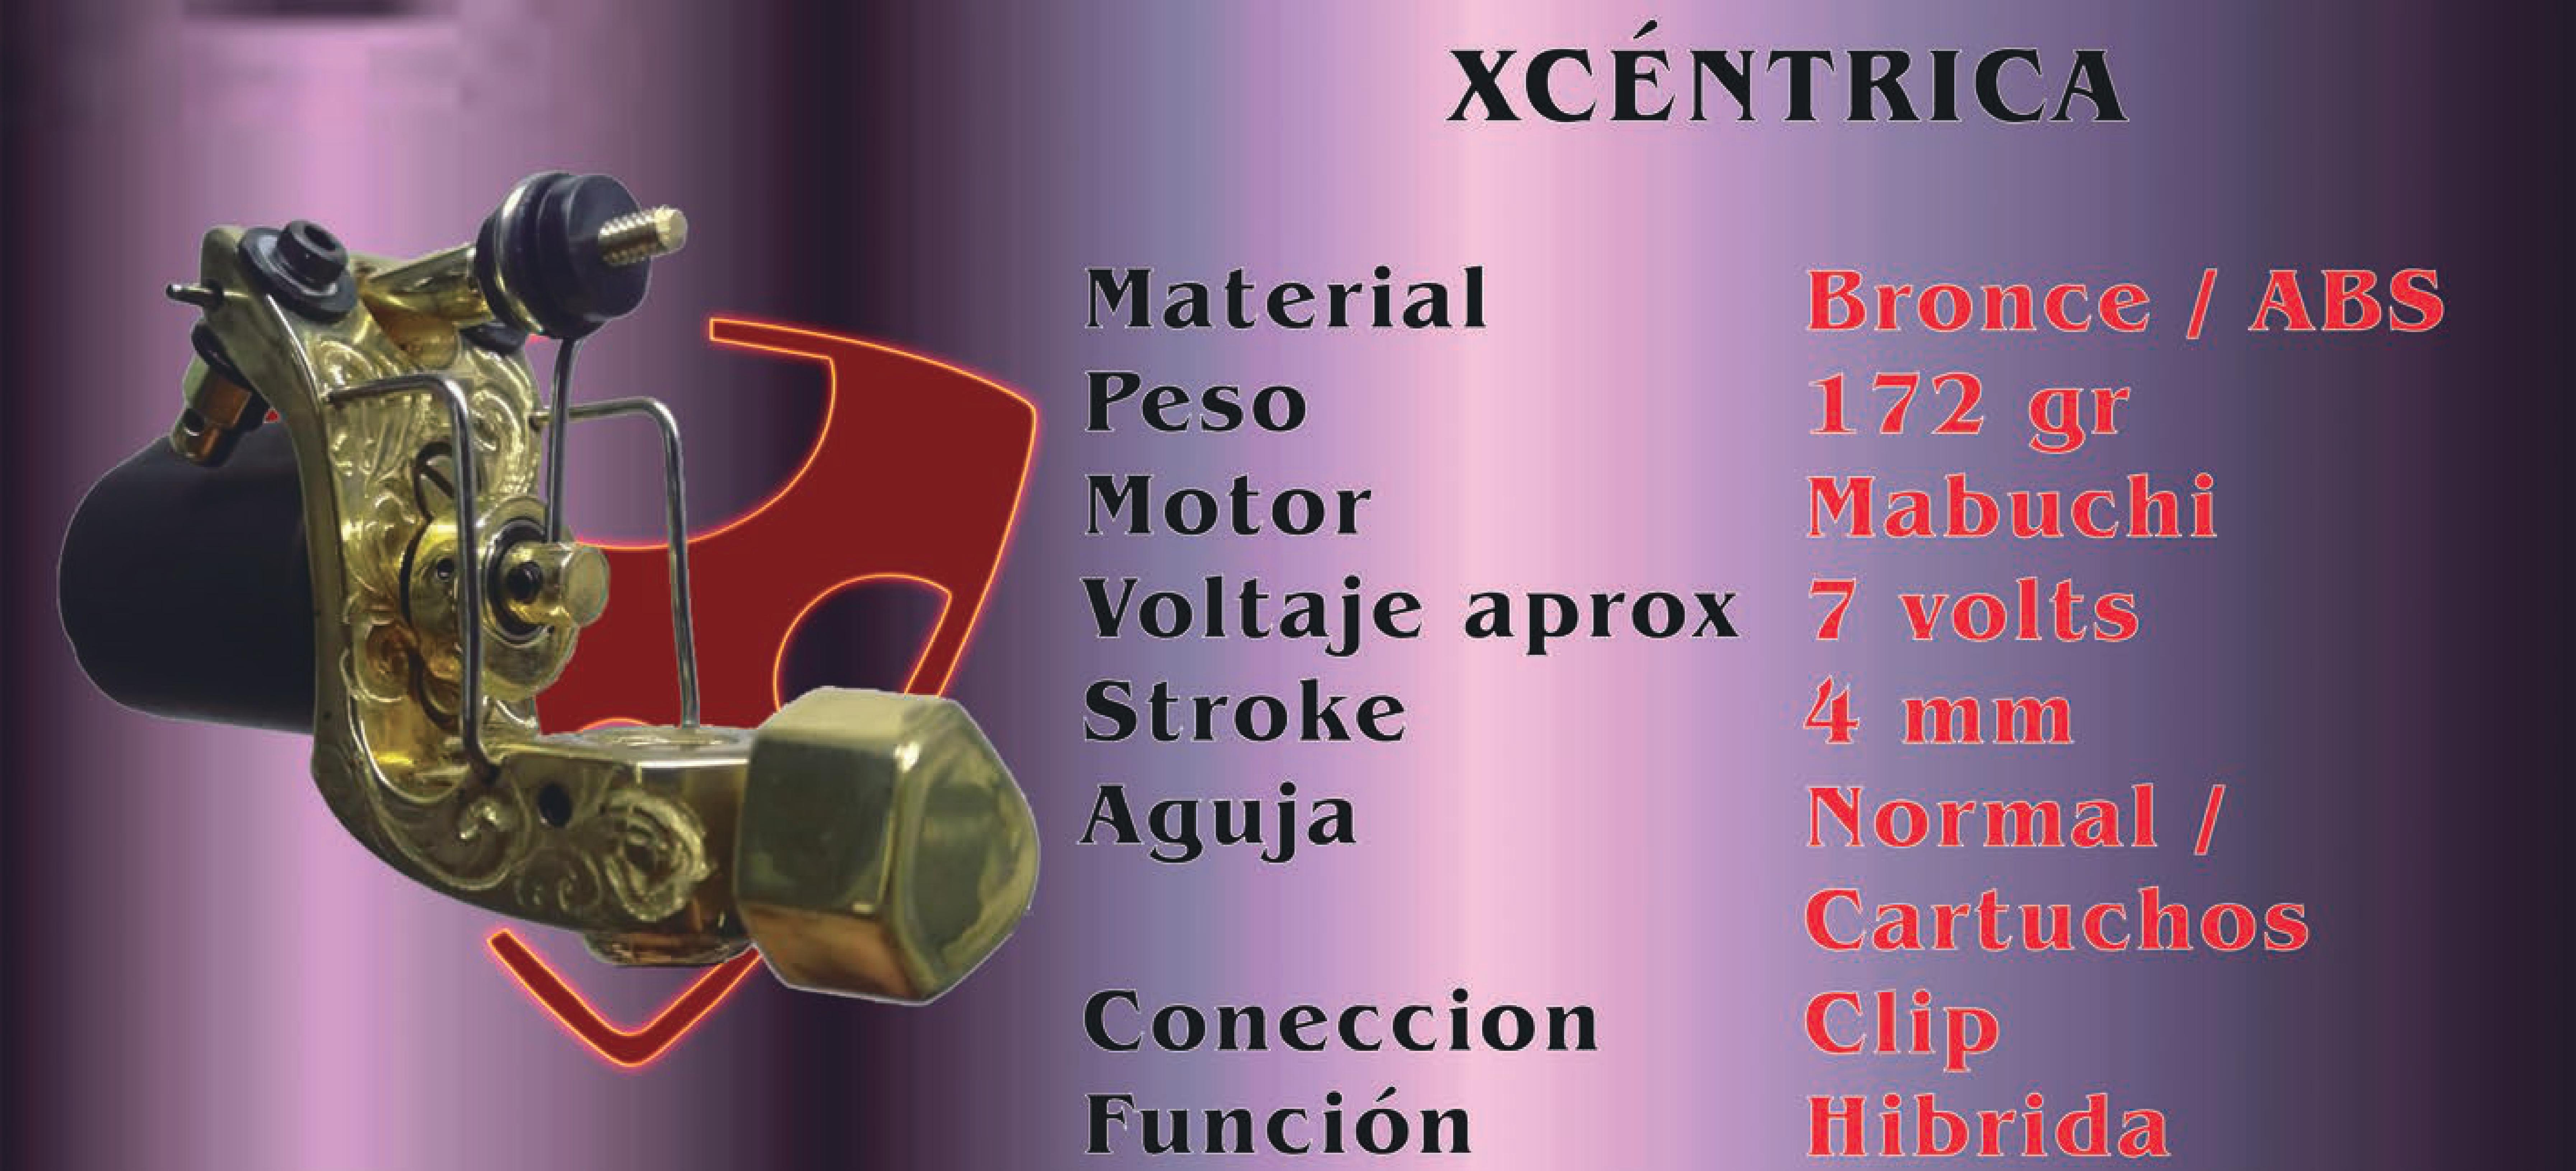 XCÉNTRICA
Material Bronce / ABS
Peso 172 gr
Motor Mabuchi
Voltaje aprox 7 volts
Stroke 4 mm
Aguja Normal /
Cartuchos
Coneccion Clip
Función Hibrida